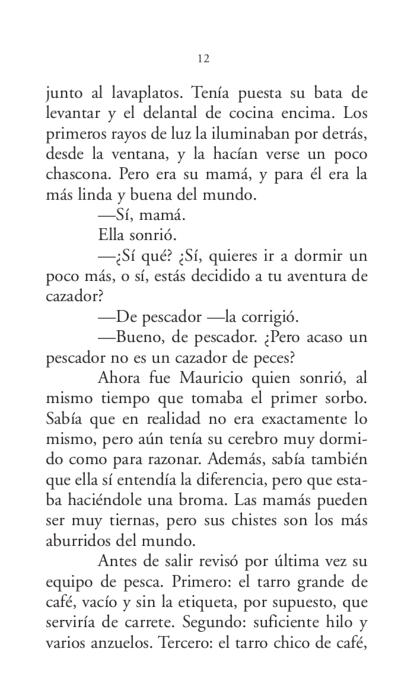 12
junto al lavaplatos. Tenía puesta su bata de
levantar y el delantal de cocina encima. Los
primeros rayos de luz la iluminaban por detrás,
desde la ventana, y la hacían verse un poco
chascona. Pero era su mamá, y para él era la
más linda y buena del mundo.
—Sí, mamá.
Ella sonrió.
—¿Sí qué? ¿Sí, quieres ir a dormir un
poco más, o sí, estás decidido a tu aventura de
cazador?
—De pescador —la corrigió.
—Bueno, de pescador. ¿Pero acaso un
pescador no es un cazador de peces?
Ahora fue Mauricio quien sonrió, al
mismo tiempo que tomaba el primer sorbo.
Sabía que en realidad no era exactamente lo
mismo, pero aún tenía su cerebro muy dormi-
do como para razonar. Además, sabía también
que ella sí entendía la diferencia, pero que esta-
ba haciéndole una broma. Las mamás pueden
ser muy tiernas, pero sus chistes son los más
aburridos del mundo.
Antes de salir revisó por última vez su
equipo de pesca. Primero: el tarro grande de
café, vacío y sin la etiqueta, por supuesto, que
serviría de carrete. Segundo: suficiente hilo y
varios anzuelos. Tercero: el tarro chico de café,